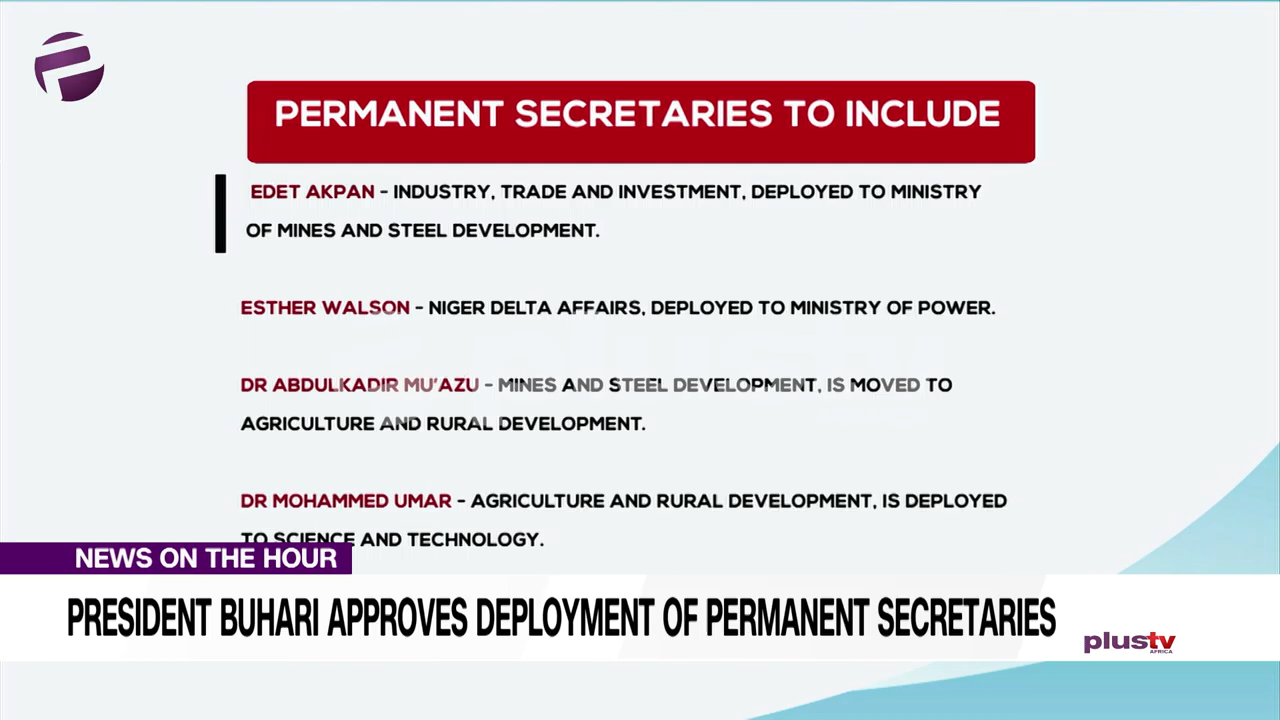 PERMANENT SECRETARIES TO INCLUDE
EDET AKPAN - INDUSTRY, TRADE AND INVESTMENT, DEPLOYED TO MINISTRY
OF MINES AND STEEL DEVELOPMENT.
ESTHER WALSON - NIGER DELTA AFFAIRS, DEPLOYED TO MINISTRY OF POWER.
DR ABDULKADIR MU'AZU - MINES AND STEEL DEVELOPMENT, IS MOVED TO
AGRICULTURE AND RURAL DEVELOPMENT.
DR MOHAMMED UMAR - AGRICULTURE AND RURAL DEVELOPMENT, IS DEPLOYED
TO SCIENCE AND TECHNOLOGY.
NEWS ON THE HOUR
PRESIDENT BUHARI APPROVES DEPLOYMENT OF PERMANENT SECRETARIES
plustv
AFRICA